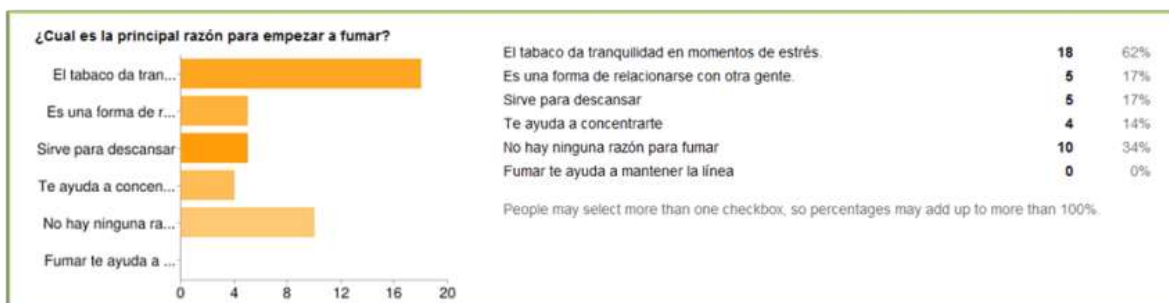 ¿Cual es la principal razón para empezar a fumar?
El tabaco da tran...
Es una forma de r...
Sirve para descansar
Te ayuda a concen...
No hay ninguna ra...
Fumar te ayuda a ...
0 4 8 12 16 20
El tabaco da tranquilidad en momentos de estrés. 18 62%
Es una forma de relacionarse con otra gente. 5 17%
Sirve para descansar 5 17%
Te ayuda a concentrarte 4 14%
No hay ninguna razón para fumar 10 34%
Fumar te ayuda a mantener la línea 0 0%
People may select more than one checkbox, so percentages may add up to more than 100%.